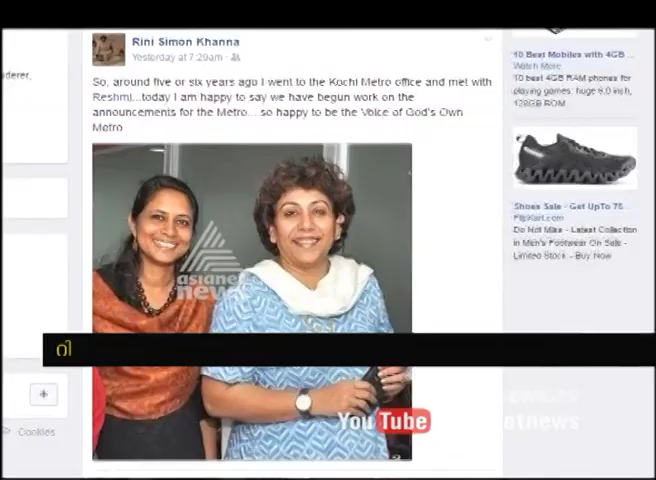 Rini Simon Khanna
Yesterday at 7:29am
So, around five or six years ago I went to the Kochi Metro office and met with
Reshmi...today I am happy to say we have begun work on the
announcements for the Metro....so happy to be the Voice of God's Own
Metro
iderer,
10 Best Mobiles with 4GB ...
Watch More
10 best 4GB RAM phones for
playing games: huge 6.0 inch,
128GB ROM
Shoes Sale - Get UpTo 75...
FlipKart.com
Do Not Miss - Latest Collection
in Men's Footwear On Sale -
Limited Stock - Buy Now
asianet
news
റി
Cookies
YouTube
etnews